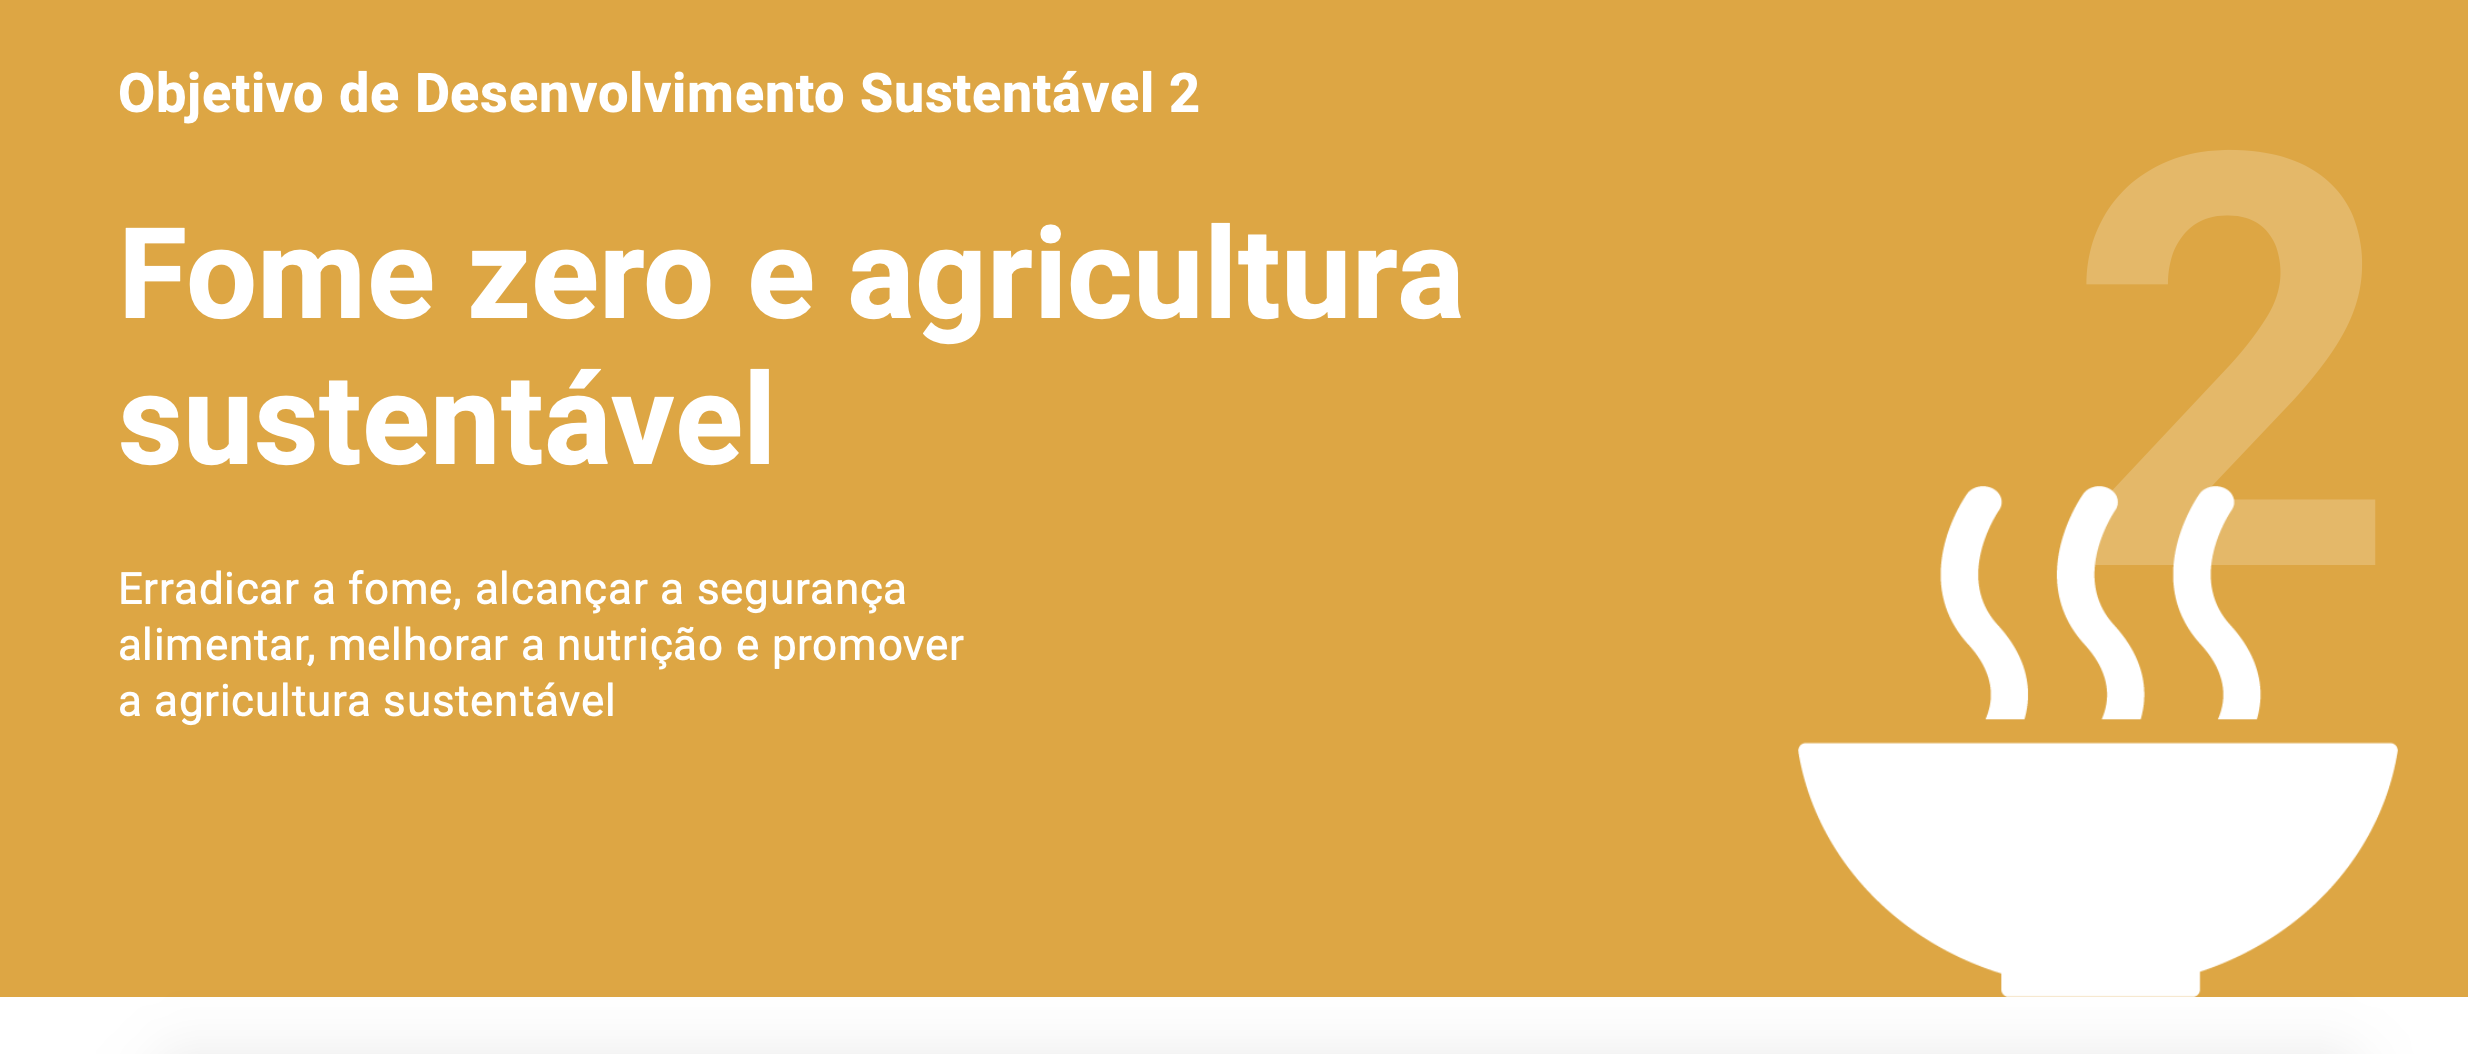 Objetivo de Desenvolvimento Sustentável 2
Fome zero e agricultura
sustentável
Erradicar a fome, alcançar a segurança
alimentar, melhorar a nutrição e promover
a agricultura sustentável
2